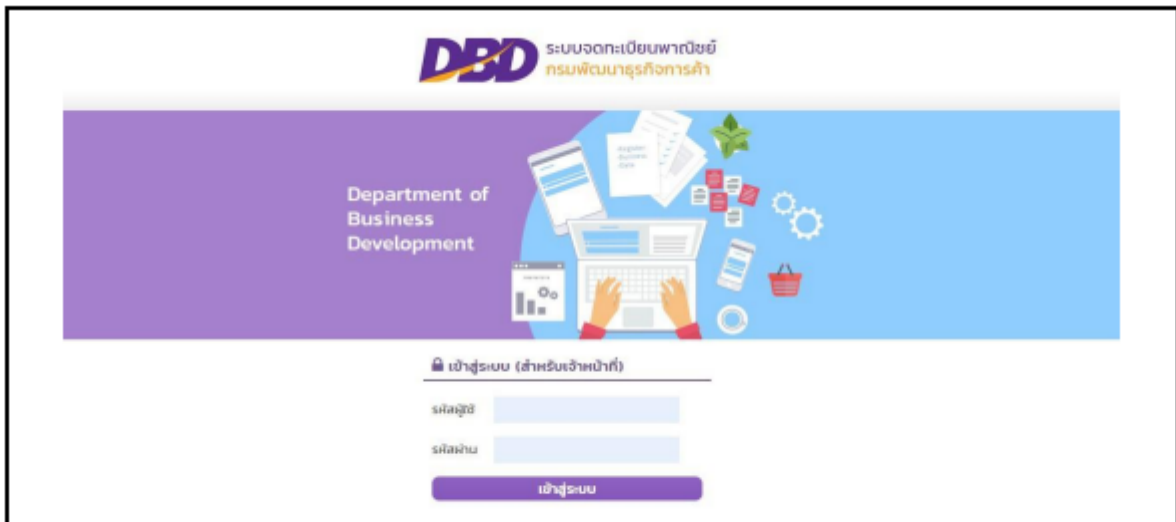 DBD
ระบบจดทะเบียนพาณิชย์
กรมพัฒนาธุรกิจการค้า
Department of
Business
Development
Register
Business
Data
เข้าสู่ระบบ (สำหรับเจ้าหน้าที่)
รหัสผู้ใช้
รหัสผ่าน
เข้าสู่ระบบ